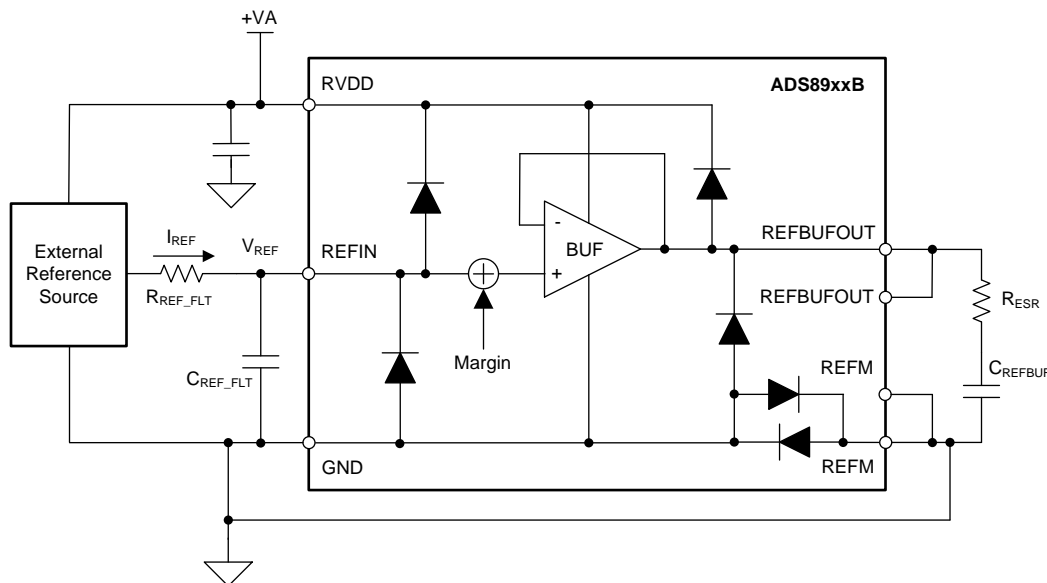 +VA
RVDD
ADS89xxB
External
Reference
Source
IREF
VREF
RREF_FLT
REFIN
CREF_FLT
Margin
-
+
BUF
REFBUFOUT
REFBUFOUT
RESR
REFM
CREFBUF
GND
REFM